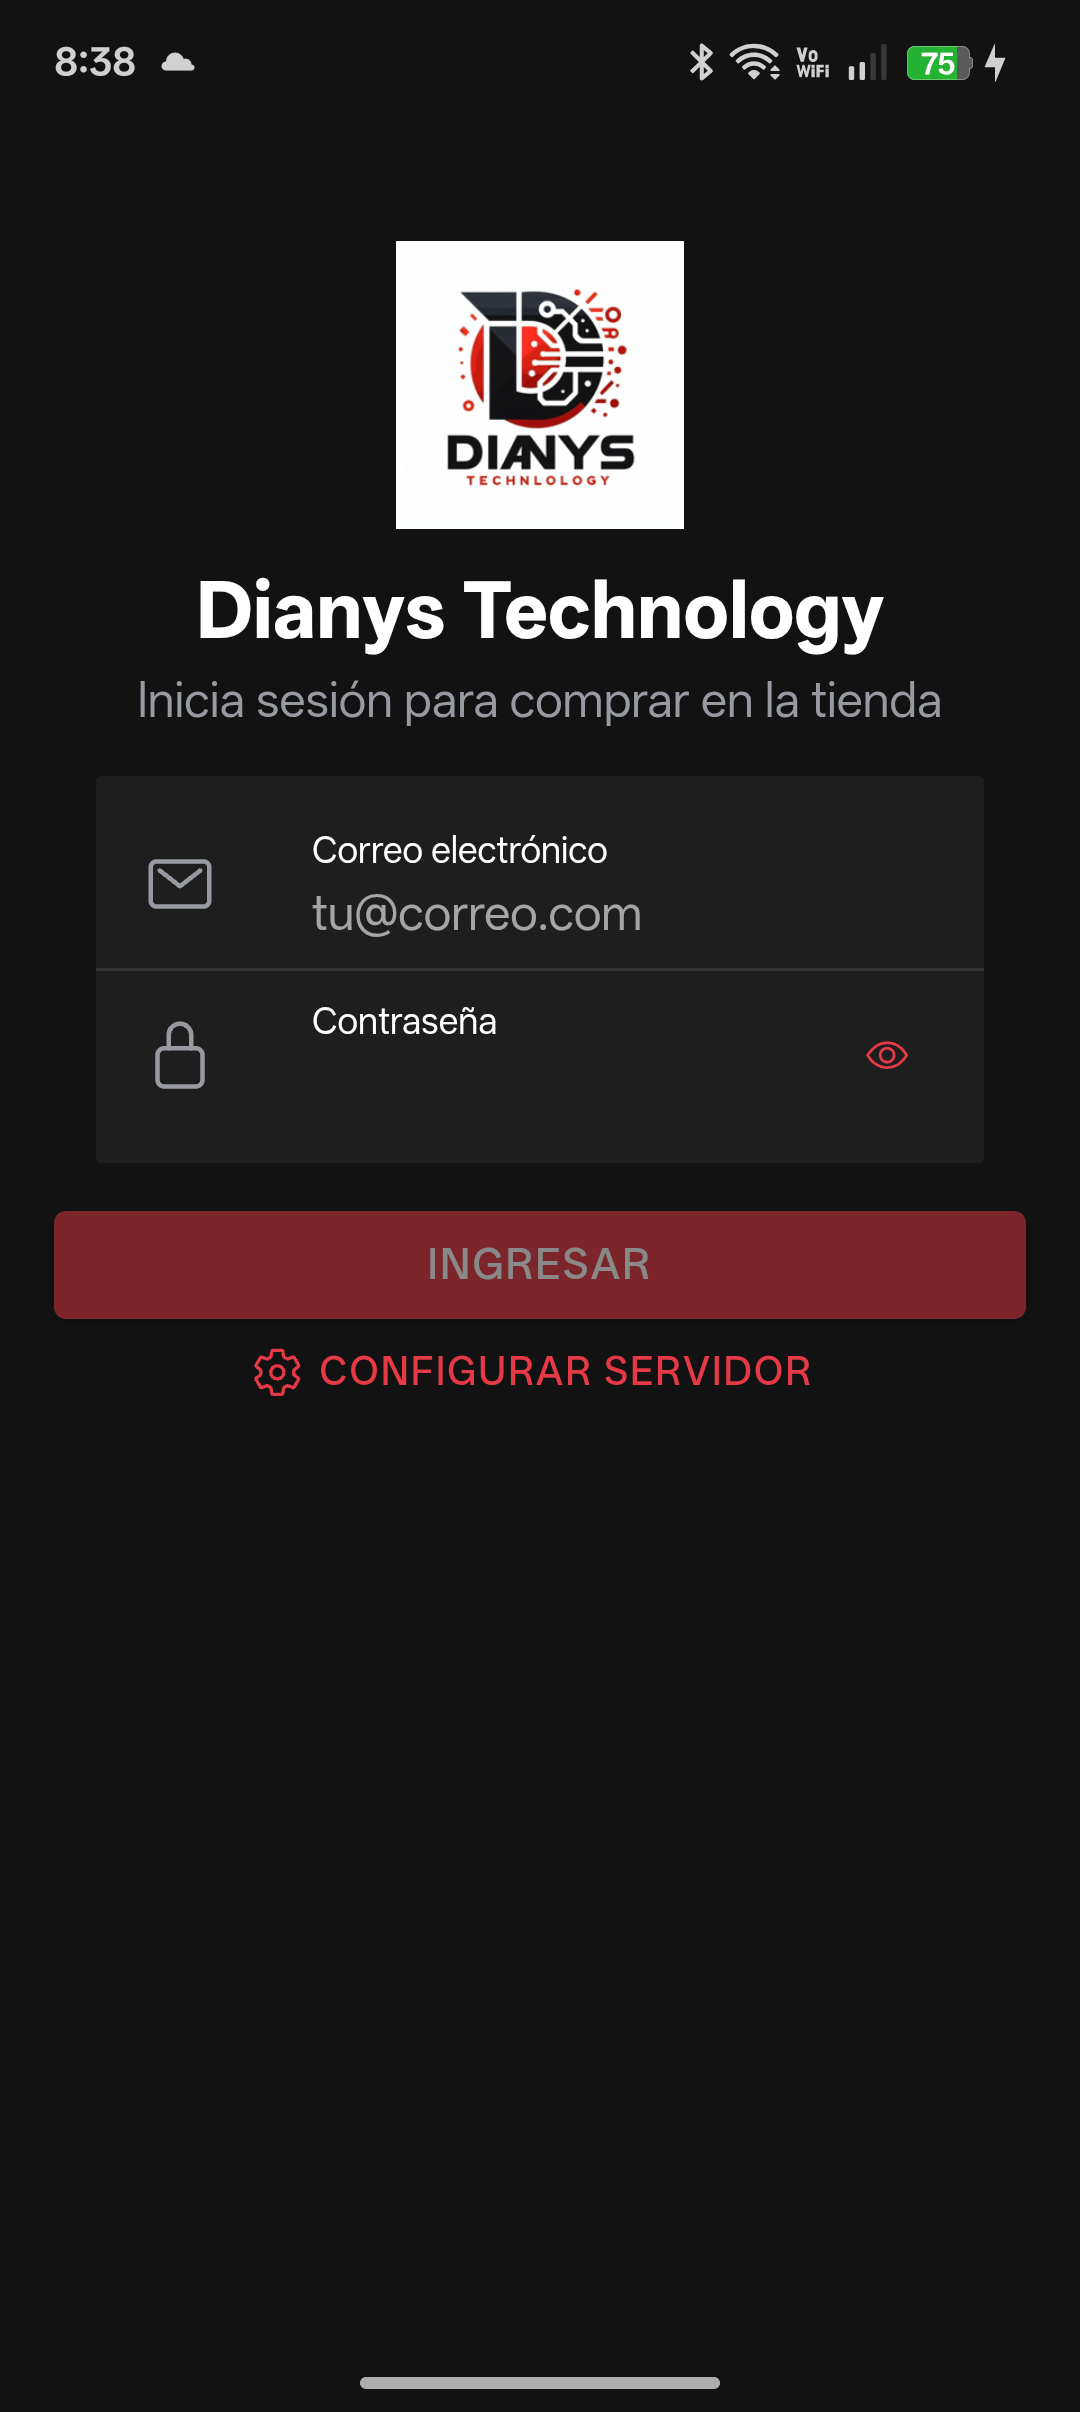 8:38
Vo
WiFi
75
DIANYS
TECHNLOLOGY
Dianys Technology
Inicia sesión para comprar en la tienda
Correo electrónico
tu@correo.com
Contraseña
INGRESAR
CONFIGURAR SERVIDOR